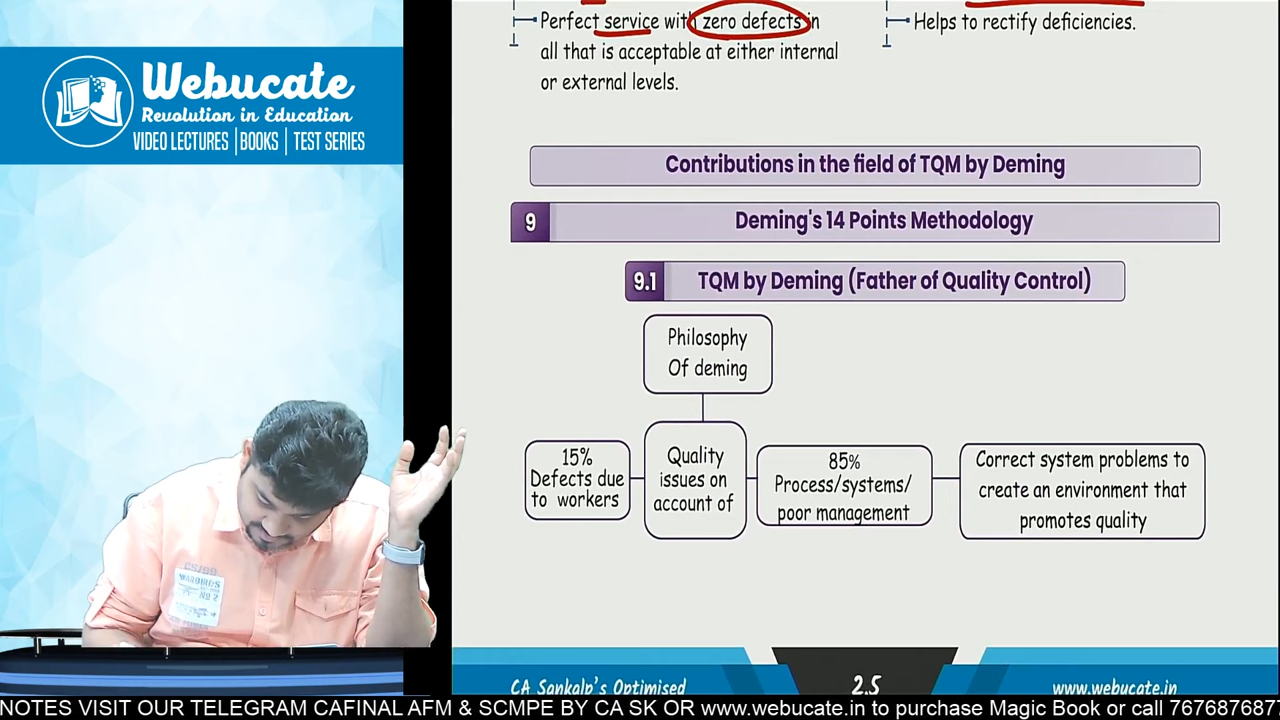 Webucate
Revolution in Education
VIDEO LECTURES | BOOKS | TEST SERIES
Perfect service with zero defects in
all that is acceptable at either internal
or external levels.
Helps to rectify deficiencies.
Contributions in the field of TQM by Deming
9 Deming's 14 Points Methodology
9.1 TQM by Deming (Father of Quality Control)
Philosophy
Of deming
15%
Defects due
to workers
Quality
issues on
account of
85%
Process/systems/
poor management
Correct system problems to
create an environment that
promotes quality
WARBIRDS
No 2
CA Sankalp's Optimised
2.5
www.webucate.in
NOTES VISIT OUR TELEGRAM CAFINAL AFM & SCMPE BY CA SK OR www.webucate.in to purchase Magic Book or call 767687687